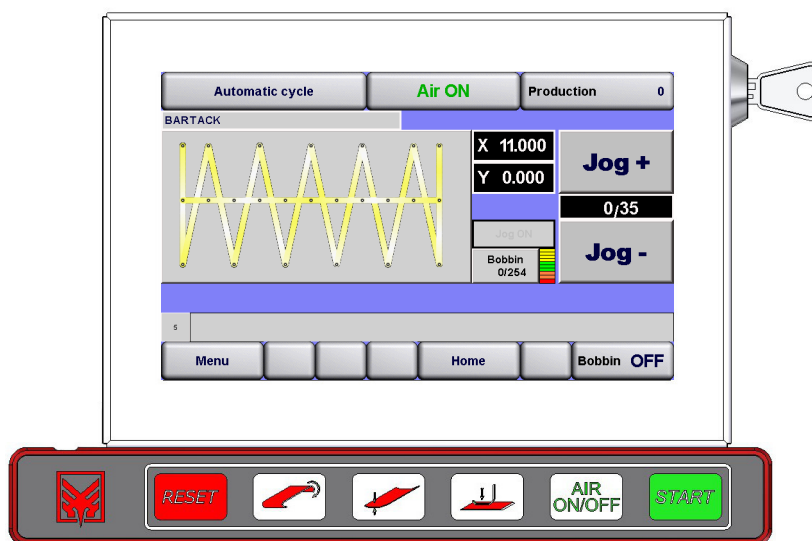 Automatic cycle
Air ON
Production 0
BARTACK
X 11.000
Y 0.000
Jog +
0/35
Jog ON
Jog -
Bobbin
0/254
s
Menu
Home
Bobbin OFF
RESET
AIR
ON/OFF
START